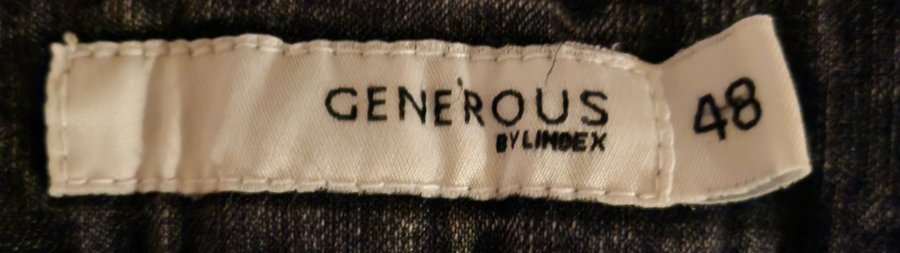 GENEROUS
BY LINDEX
48